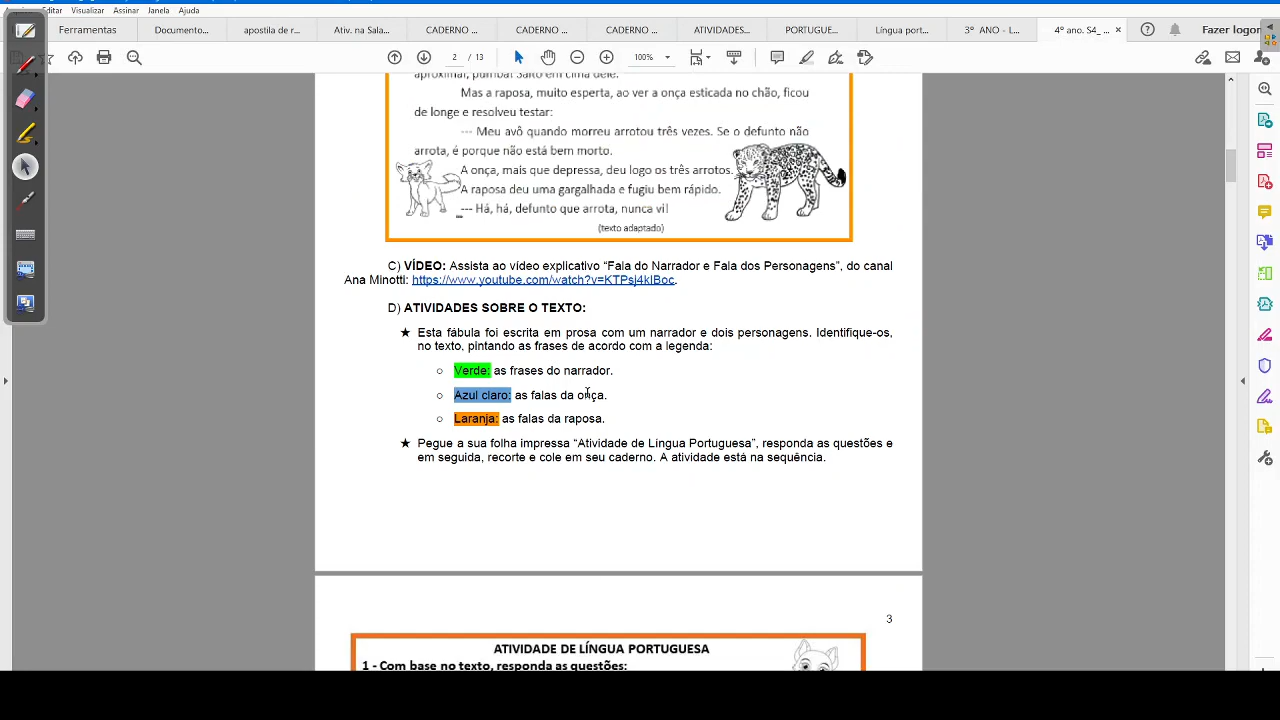 Editar Visualizar Assinar Janela Ajuda
Ferramentas Documento... apostila de r... Ativ. na Sala... CADERNO ... CADERNO ... CADERNO ... ATIVIDADES... PORTUGUE... Língua port... 3º ANO - L... 4º ano. S4_ ... × Fazer logon
2 / 13 100%
aproximar, pumba! Salto em cima dele.
Mas a raposa, muito esperta, ao ver a onça esticada no chão, ficou
de longe e resolveu testar:
--- Meu avô quando morreu arrotou três vezes. Se o defunto não
arrota, é porque não está bem morto.
A onça, mais que depressa, deu logo os três arrotos.
A raposa deu uma gargalhada e fugiu bem rápido.
--- Há, há, defunto que arrota, nunca vi!
(texto adaptado)
C) VÍDEO: Assista ao vídeo explicativo “Fala do Narrador e Fala dos Personagens”, do canal
Ana Minotti: https://www.youtube.com/watch?v=KTPsj4klBoc.
D) ATIVIDADES SOBRE O TEXTO:
★ Esta fábula foi escrita em prosa com um narrador e dois personagens. Identifique-os,
no texto, pintando as frases de acordo com a legenda:
○ Verde: as frases do narrador.
○ Azul claro: as falas da onça.
○ Laranja: as falas da raposa.
★ Pegue a sua folha impressa “Atividade de Língua Portuguesa”, responda as questões e
em seguida, recorte e cole em seu caderno. A atividade está na sequência.
3
ATIVIDADE DE LÍNGUA PORTUGUESA
1 - Com base no texto, responda as questões: